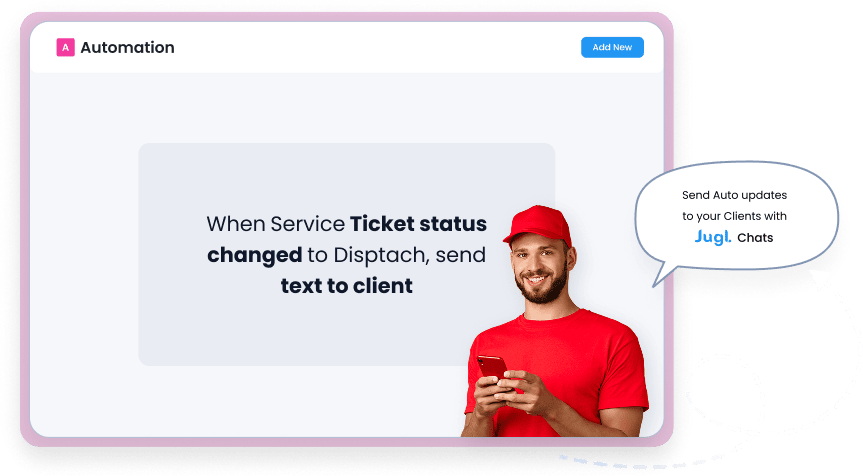 A Automation
Add New
When Service Ticket status
changed to Disptach, send
text to client
Send Auto updates
to your Clients with
Jugl. Chats